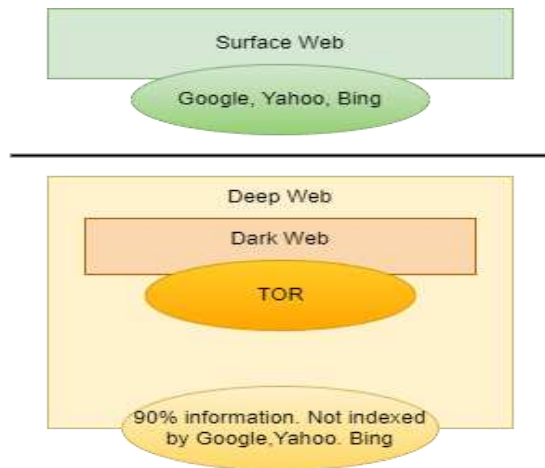 Surface Web
Google, Yahoo, Bing
Deep Web
Dark Web
TOR
90% information. Not indexed
by Google,Yahoo. Bing